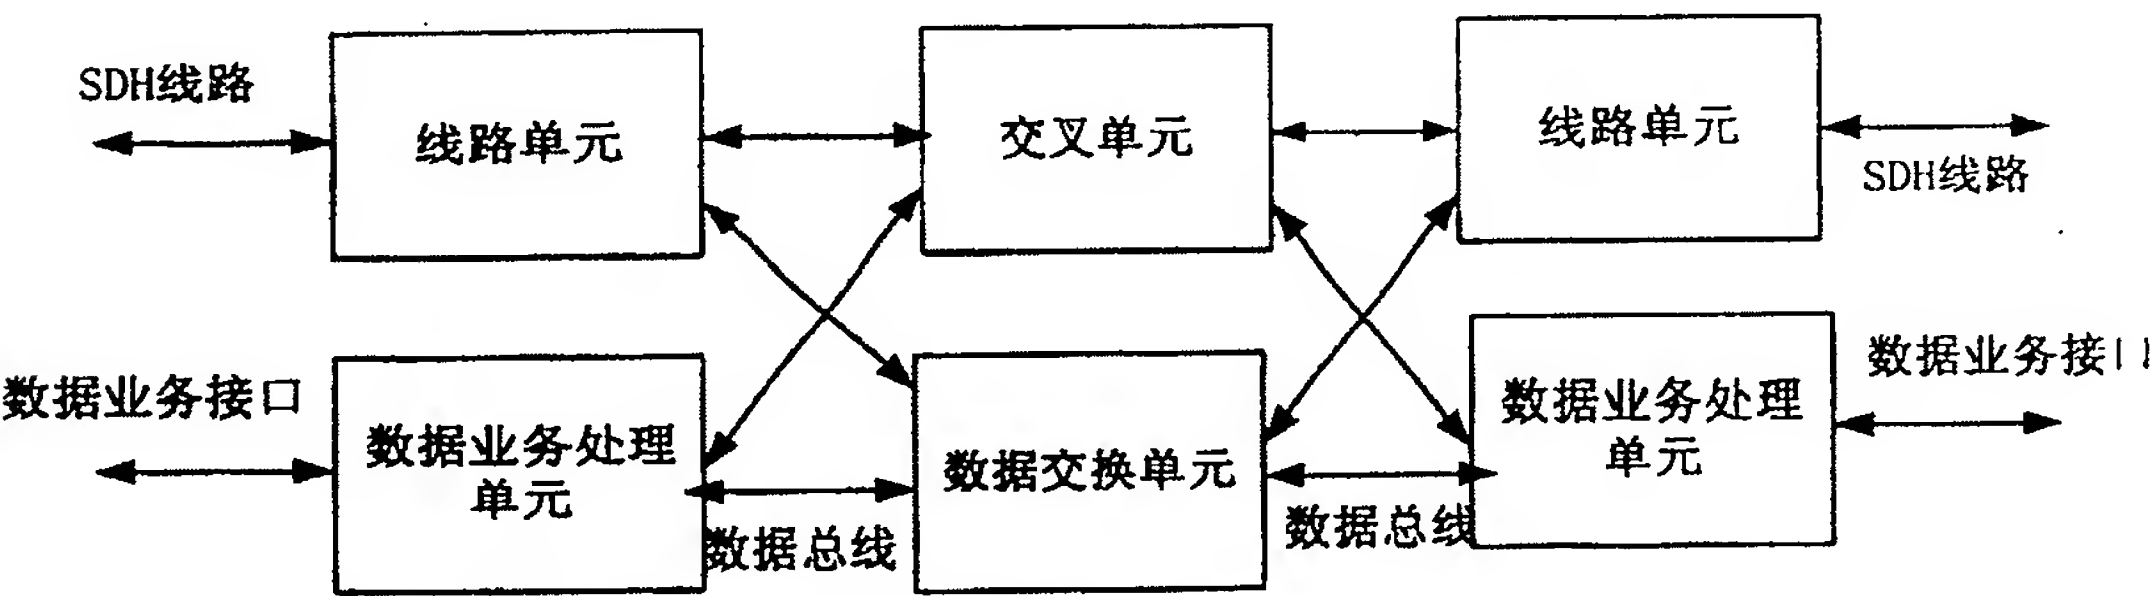 SDH线路
线路单元
交叉单元
线路单元
SDH线路
数据业务接口
数据业务处理
单元
数据总线
数据交换单元
数据总线
数据业务处理
单元
数据业务接口